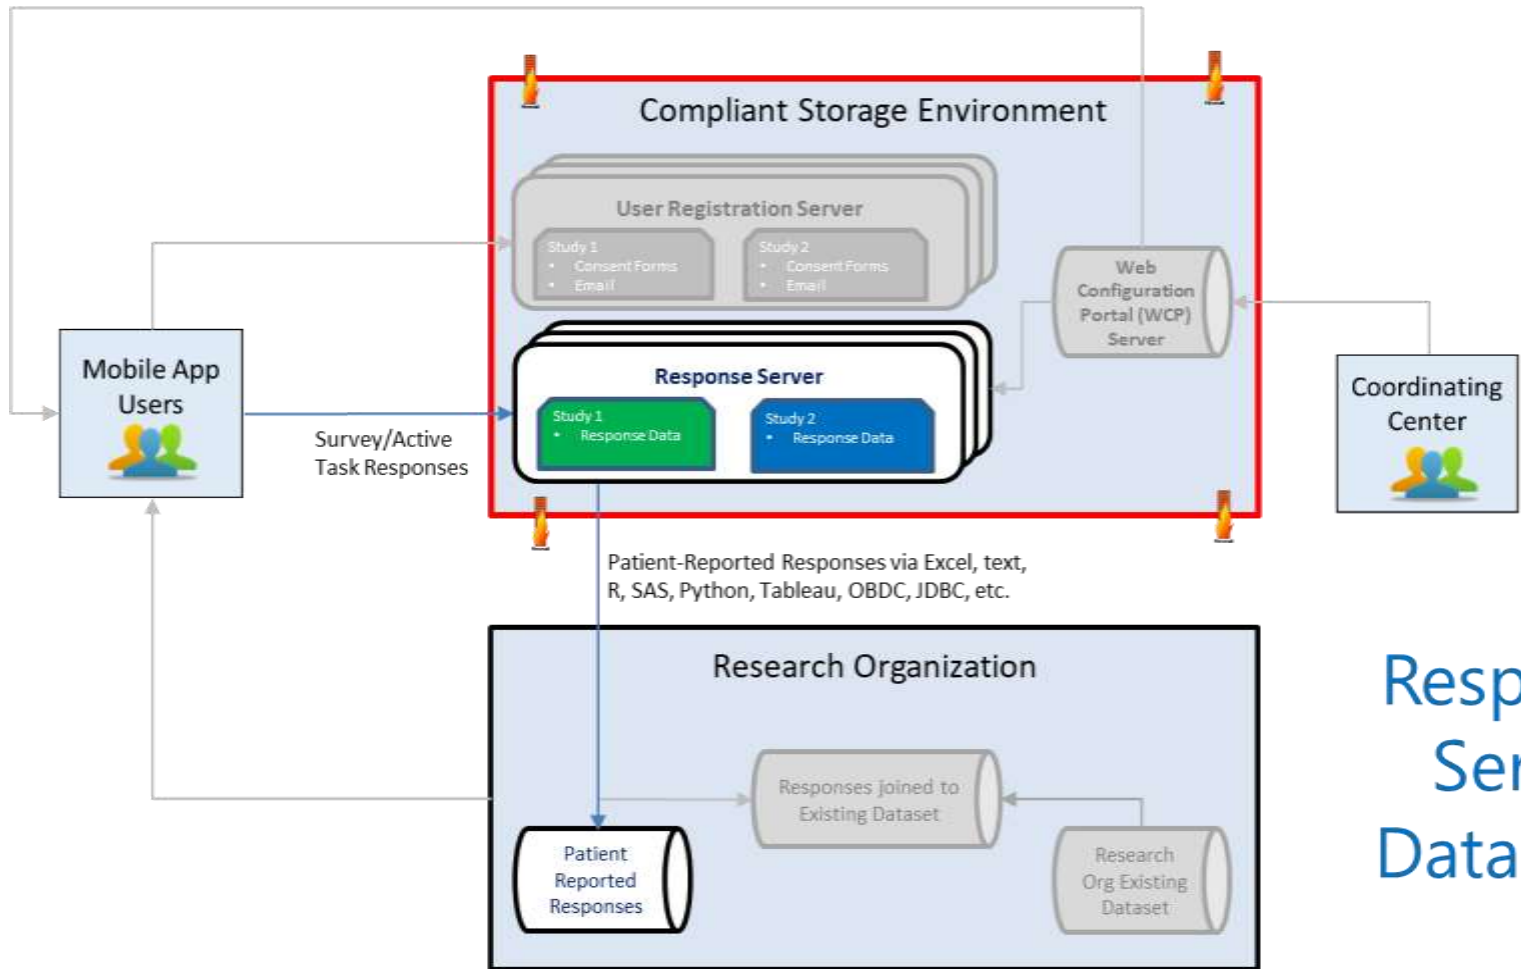 Compliant Storage Environment
User Registration Server
Study 1
• Consent Forms
• Email
Study 2
• Consent Forms
• Email
Web
Configuration
Portal (WCP)
Server
Mobile App
Users
Survey/Active
Task Responses
Response Server
Study 1
• Response Data
Study 2
• Response Data
Coordinating
Center
Patient-Reported Responses via Excel, text,
R, SAS, Python, Tableau, OBDC, JDBC, etc.
Research Organization
Responses joined to
Existing Dataset
Patient
Reported
Responses
Research
Org Existing
Dataset
Resp
Ser
Data